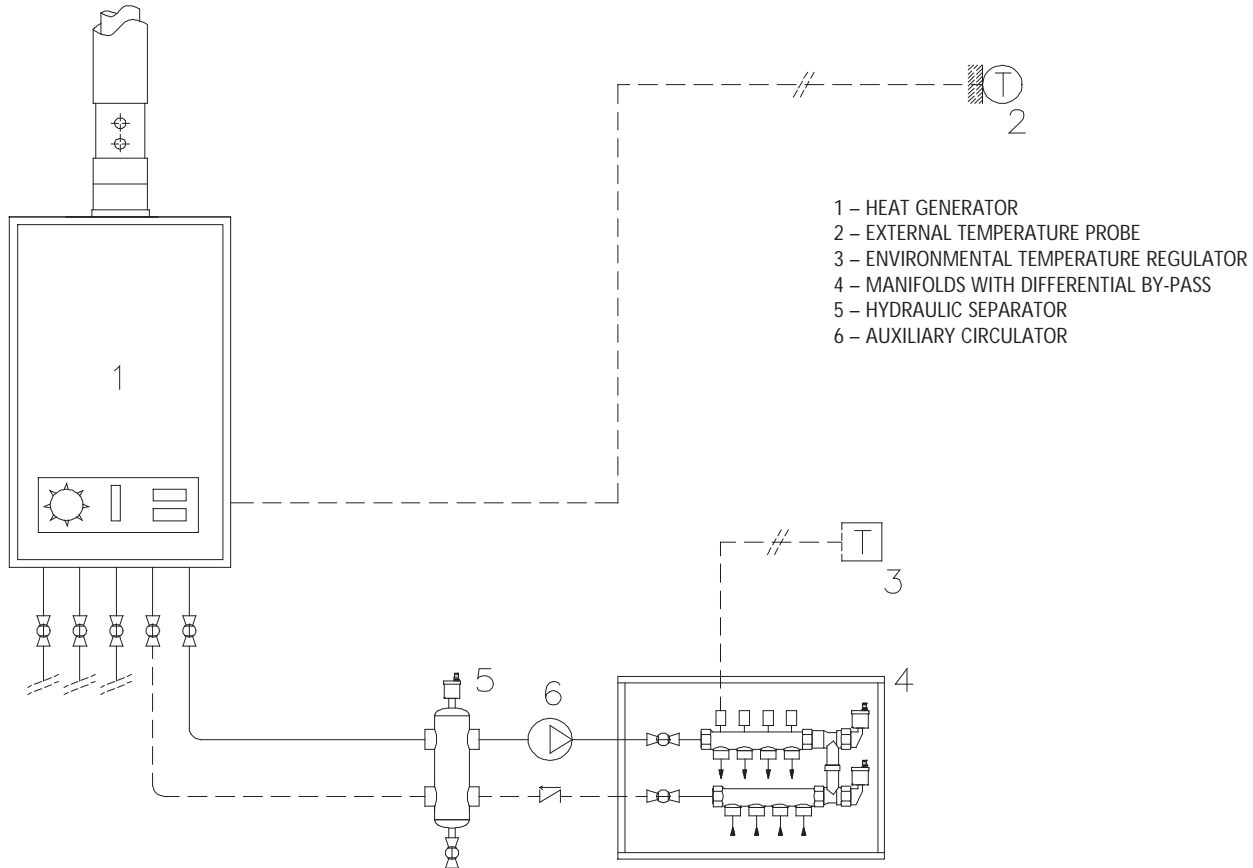 T
2
1 – HEAT GENERATOR
2 – EXTERNAL TEMPERATURE PROBE
3 – ENVIRONMENTAL TEMPERATURE REGULATOR
4 – MANIFOLDS WITH DIFFERENTIAL BY-PASS
5 – HYDRAULIC SEPARATOR
6 – AUXILIARY CIRCULATOR
1
T
3
5
6
4